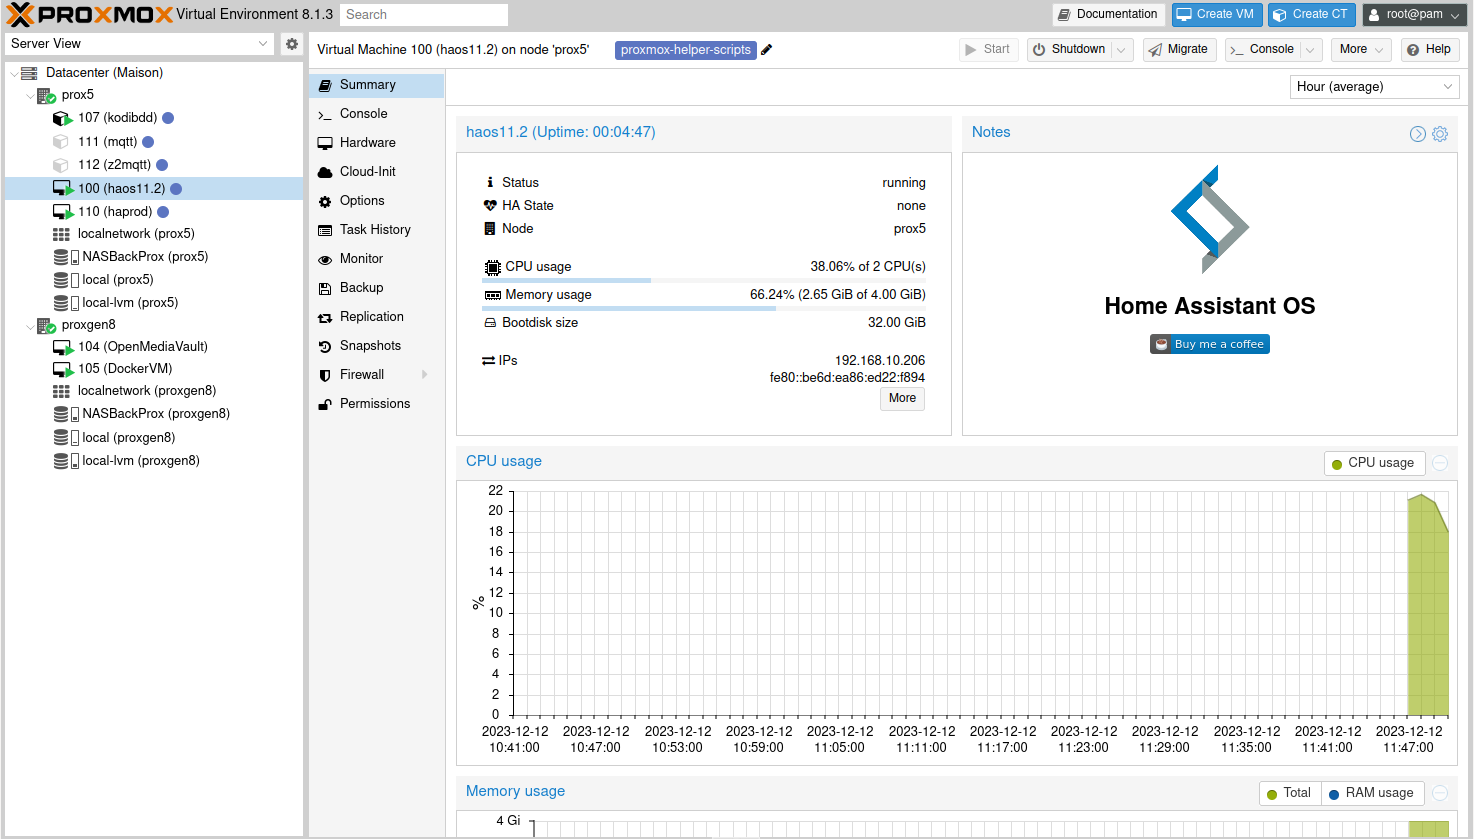 PROXMOX Virtual Environment 8.1.3 Search Documentation Create VM Create CT root@pam
Server View
Virtual Machine 100 (haos11.2) on node 'prox5' proxmox-helper-scripts Start Shutdown Migrate Console More Help
Datacenter (Maison)
prox5
107 (kodibdd)
111 (mqtt)
112 (z2mqtt)
100 (haos11.2)
110 (haprod)
localnetwork (prox5)
NASBackProx (prox5)
local (prox5)
local-lvm (prox5)
proxgen8
104 (OpenMediaVault)
105 (DockerVM)
localnetwork (proxgen8)
NASBackProx (proxgen8)
local (proxgen8)
local-lvm (proxgen8)
Summary
Console
Hardware
Cloud-Init
Options
Task History
Monitor
Backup
Replication
Snapshots
Firewall
Permissions
Hour (average)
haos11.2 (Uptime: 00:04:47)
Status running
HA State none
Node prox5
CPU usage 38.06% of 2 CPU(s)
Memory usage 66.24% (2.65 GiB of 4.00 GiB)
Bootdisk size 32.00 GiB
IPs 192.168.10.206
fe80::be6d:ea86:ed22:f894
More
Notes
Home Assistant OS
Buy me a coffee
CPU usage
CPU usage
22
20
18
16
14
12
10
8
6
4
2
0
%
2023-12-12 2023-12-12 2023-12-12 2023-12-12 2023-12-12 2023-12-12 2023-12-12 2023-12-12 2023-12-12 2023-12-12 2023-12-12 2023-12-12
10:41:00 10:47:00 10:53:00 10:59:00 11:05:00 11:11:00 11:17:00 11:23:00 11:29:00 11:35:00 11:41:00 11:47:00
Memory usage
Total RAM usage
4 Gi